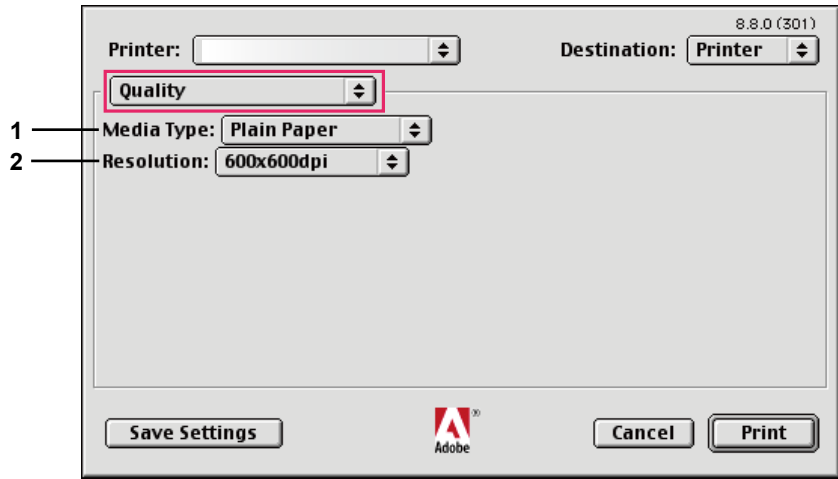 8.8.0 (301)
Printer: Destination: Printer
Quality
1 Media Type: Plain Paper
2 Resolution: 600x600dpi
Save Settings Adobe® Cancel Print